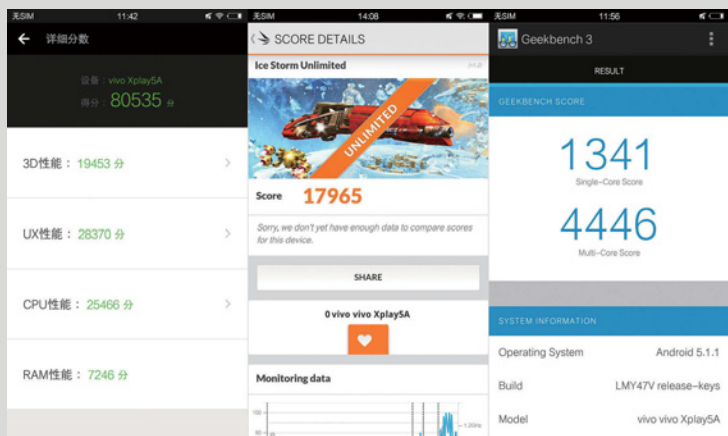 无SIM 11:42
详细分数
设备：vivo Xplay5A
得分：80535 分
3D性能：19453 分
UX性能：28370 分
CPU性能：25466 分
RAM性能：7246 分
无SIM 14:08
SCORE DETAILS
Ice Storm Unlimited
UNLIMITED
Score 17965
Sorry, we don't yet have enough data to compare scores
for this device.
SHARE
0 vivo vivo Xplay5A
Monitoring data
100
80
1.2GHz
无SIM 11:56
Geekbench 3
RESULT
GEEKBENCH SCORE
1341
Single-Core Score
4446
Multi-Core Score
SYSTEM INFORMATION
Operating System Android 5.1.1
Build LMY47V release-keys
Model vivo vivo Xplay5A